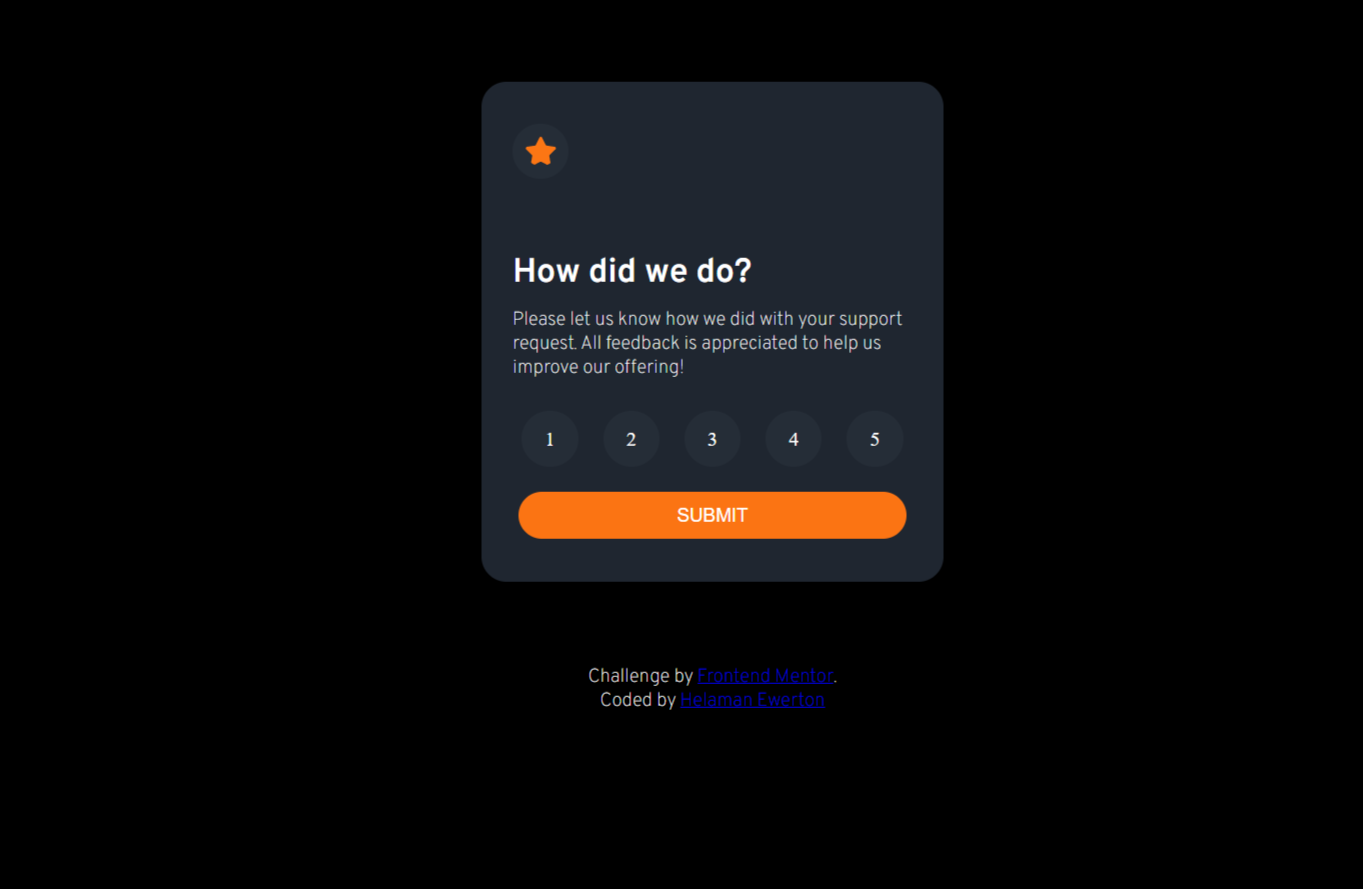 How did we do?
Please let us know how we did with your support
request. All feedback is appreciated to help us
improve our offering!
1 2 3 4 5
SUBMIT
Challenge by Frontend Mentor.
Coded by Helaman Ewerton